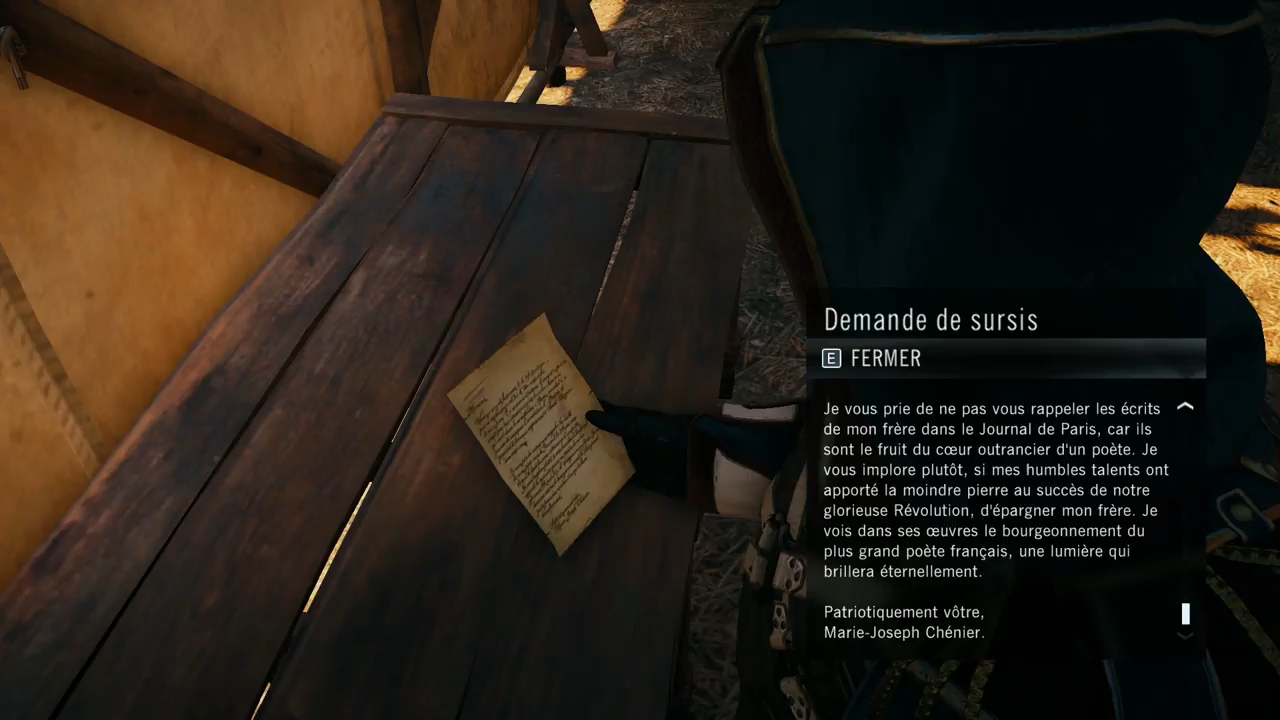 Demande de sursis
E FERMER
Je vous prie de ne pas vous rappeler les écrits
de mon frère dans le Journal de Paris, car ils
sont le fruit du cœur outrancier d'un poète. Je
vous implore plutôt, si mes humbles talents ont
apporté la moindre pierre au succès de notre
glorieuse Révolution, d'épargner mon frère. Je
vois dans ses œuvres le bourgeonnement du
plus grand poète français, une lumière qui
brillera éternellement.
Patriotiquement vôtre,
Marie-Joseph Chénier.